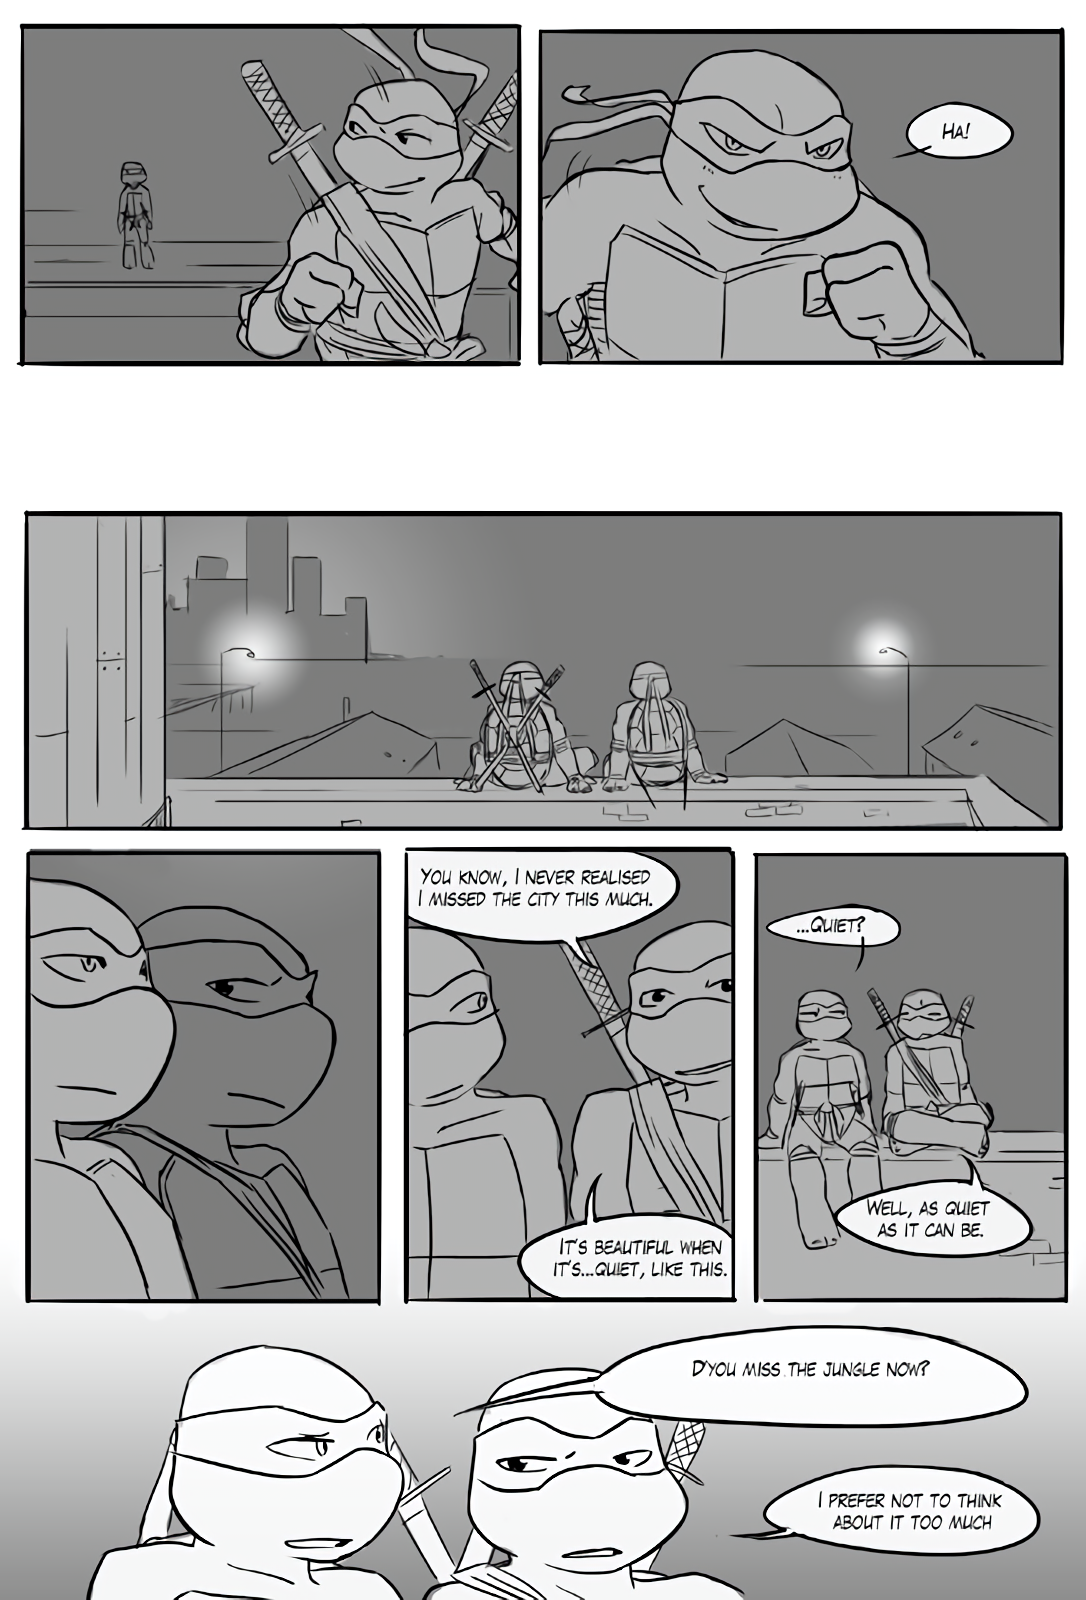 HA!
YOU KNOW, I NEVER REALISED
I MISSED THE CITY THIS MUCH.
IT'S BEAUTIFUL WHEN
IT'S...QUIET, LIKE THIS.
...QUIET?
WELL, AS QUIET
AS IT CAN BE.
D'YOU MISS THE JUNGLE NOW?
I PREFER NOT TO THINK
ABOUT IT TOO MUCH